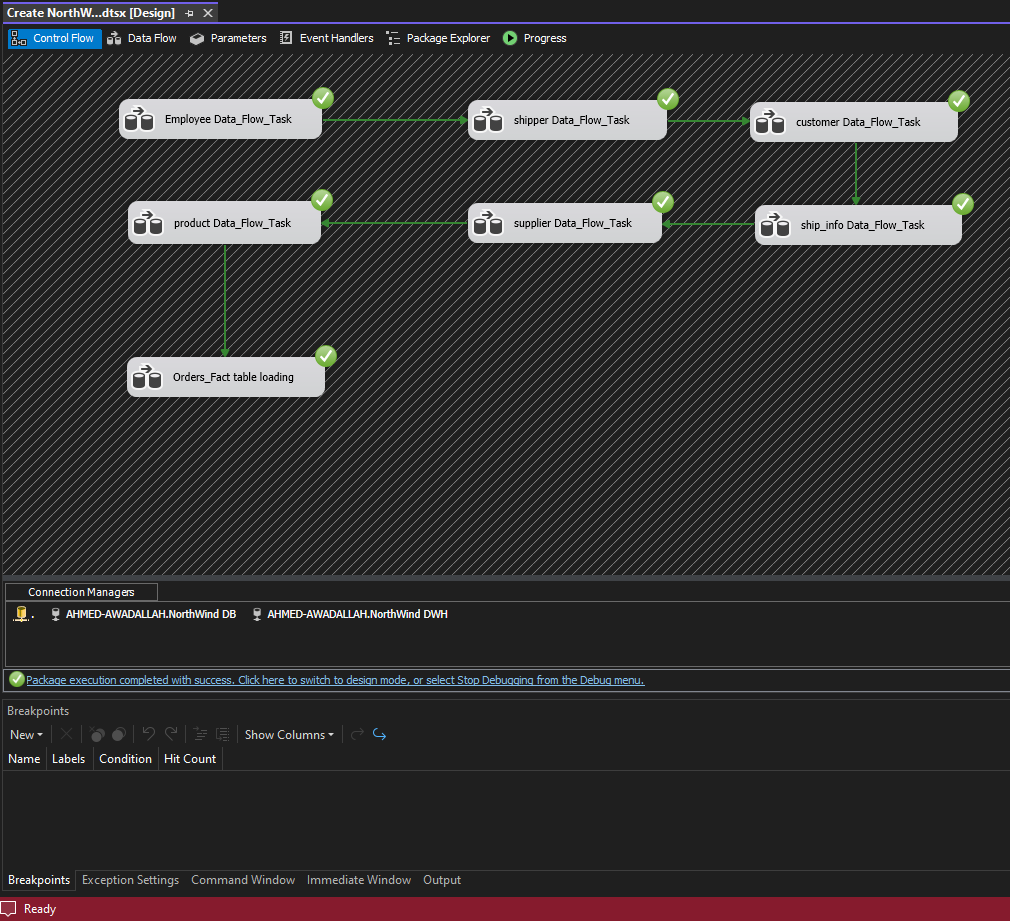 Create NorthW...dtsx [Design]
Control Flow Data Flow Parameters Event Handlers Package Explorer Progress
Employee Data_Flow_Task shipper Data_Flow_Task customer Data_Flow_Task
product Data_Flow_Task supplier Data_Flow_Task ship_info Data_Flow_Task
Orders_Fact table loading
Connection Managers
. AHMED-AWADALLAH.NorthWind DB AHMED-AWADALLAH.NorthWind DWH
Package execution completed with success. Click here to switch to design mode, or select Stop Debugging from the Debug menu.
Breakpoints
New Show Columns
Name Labels Condition Hit Count
Breakpoints Exception Settings Command Window Immediate Window Output
Ready